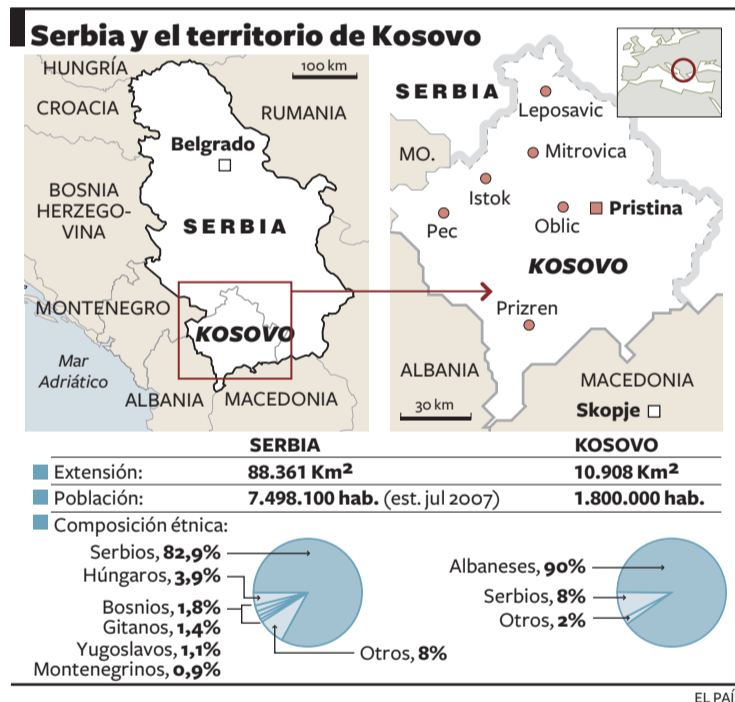 Serbia y el territorio de Kosovo
HUNGRÍA
100 km
CROACIA
RUMANIA
Belgrado
BOSNIA
HERZEGO-
VINA
SERBIA
MONTENEGRO
KOSOVO
Mar
Adriático
ALBANIA
MACEDONIA
SERBIA
Leposavic
MO.
Mitrovica
Istok
Pec
Oblic
Pristina
KOSOVO
Prizren
ALBANIA
MACEDONIA
30 km
Skopje
SERBIA KOSOVO
Extensión: 88.361 Km² 10.908 Km²
Población: 7.498.100 hab. (est. jul 2007) 1.800.000 hab.
Composición étnica:
Serbios, 82,9%
Húngaros, 3,9%
Bosnios, 1,8%
Gitanos, 1,4%
Yugoslavos, 1,1%
Montenegrinos, 0,9%
Otros, 8%
Albaneses, 90%
Serbios, 8%
Otros, 2%
EL PAÍ